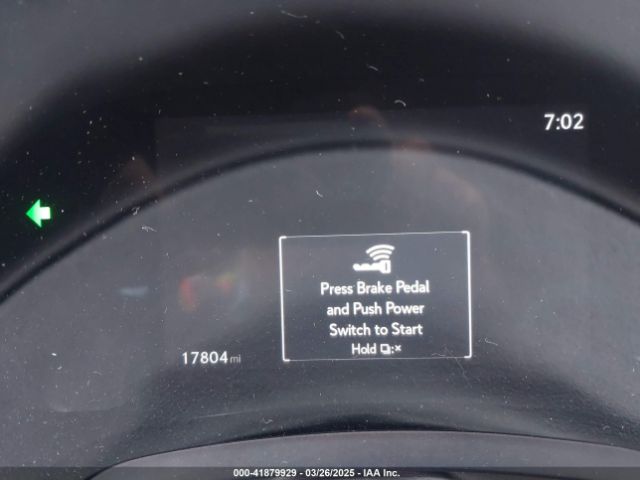 7:02
Press Brake Pedal
and Push Power
Switch to Start
Hold :×
17804 mi
000-41879929 - 03/26/2025 - IAA Inc.